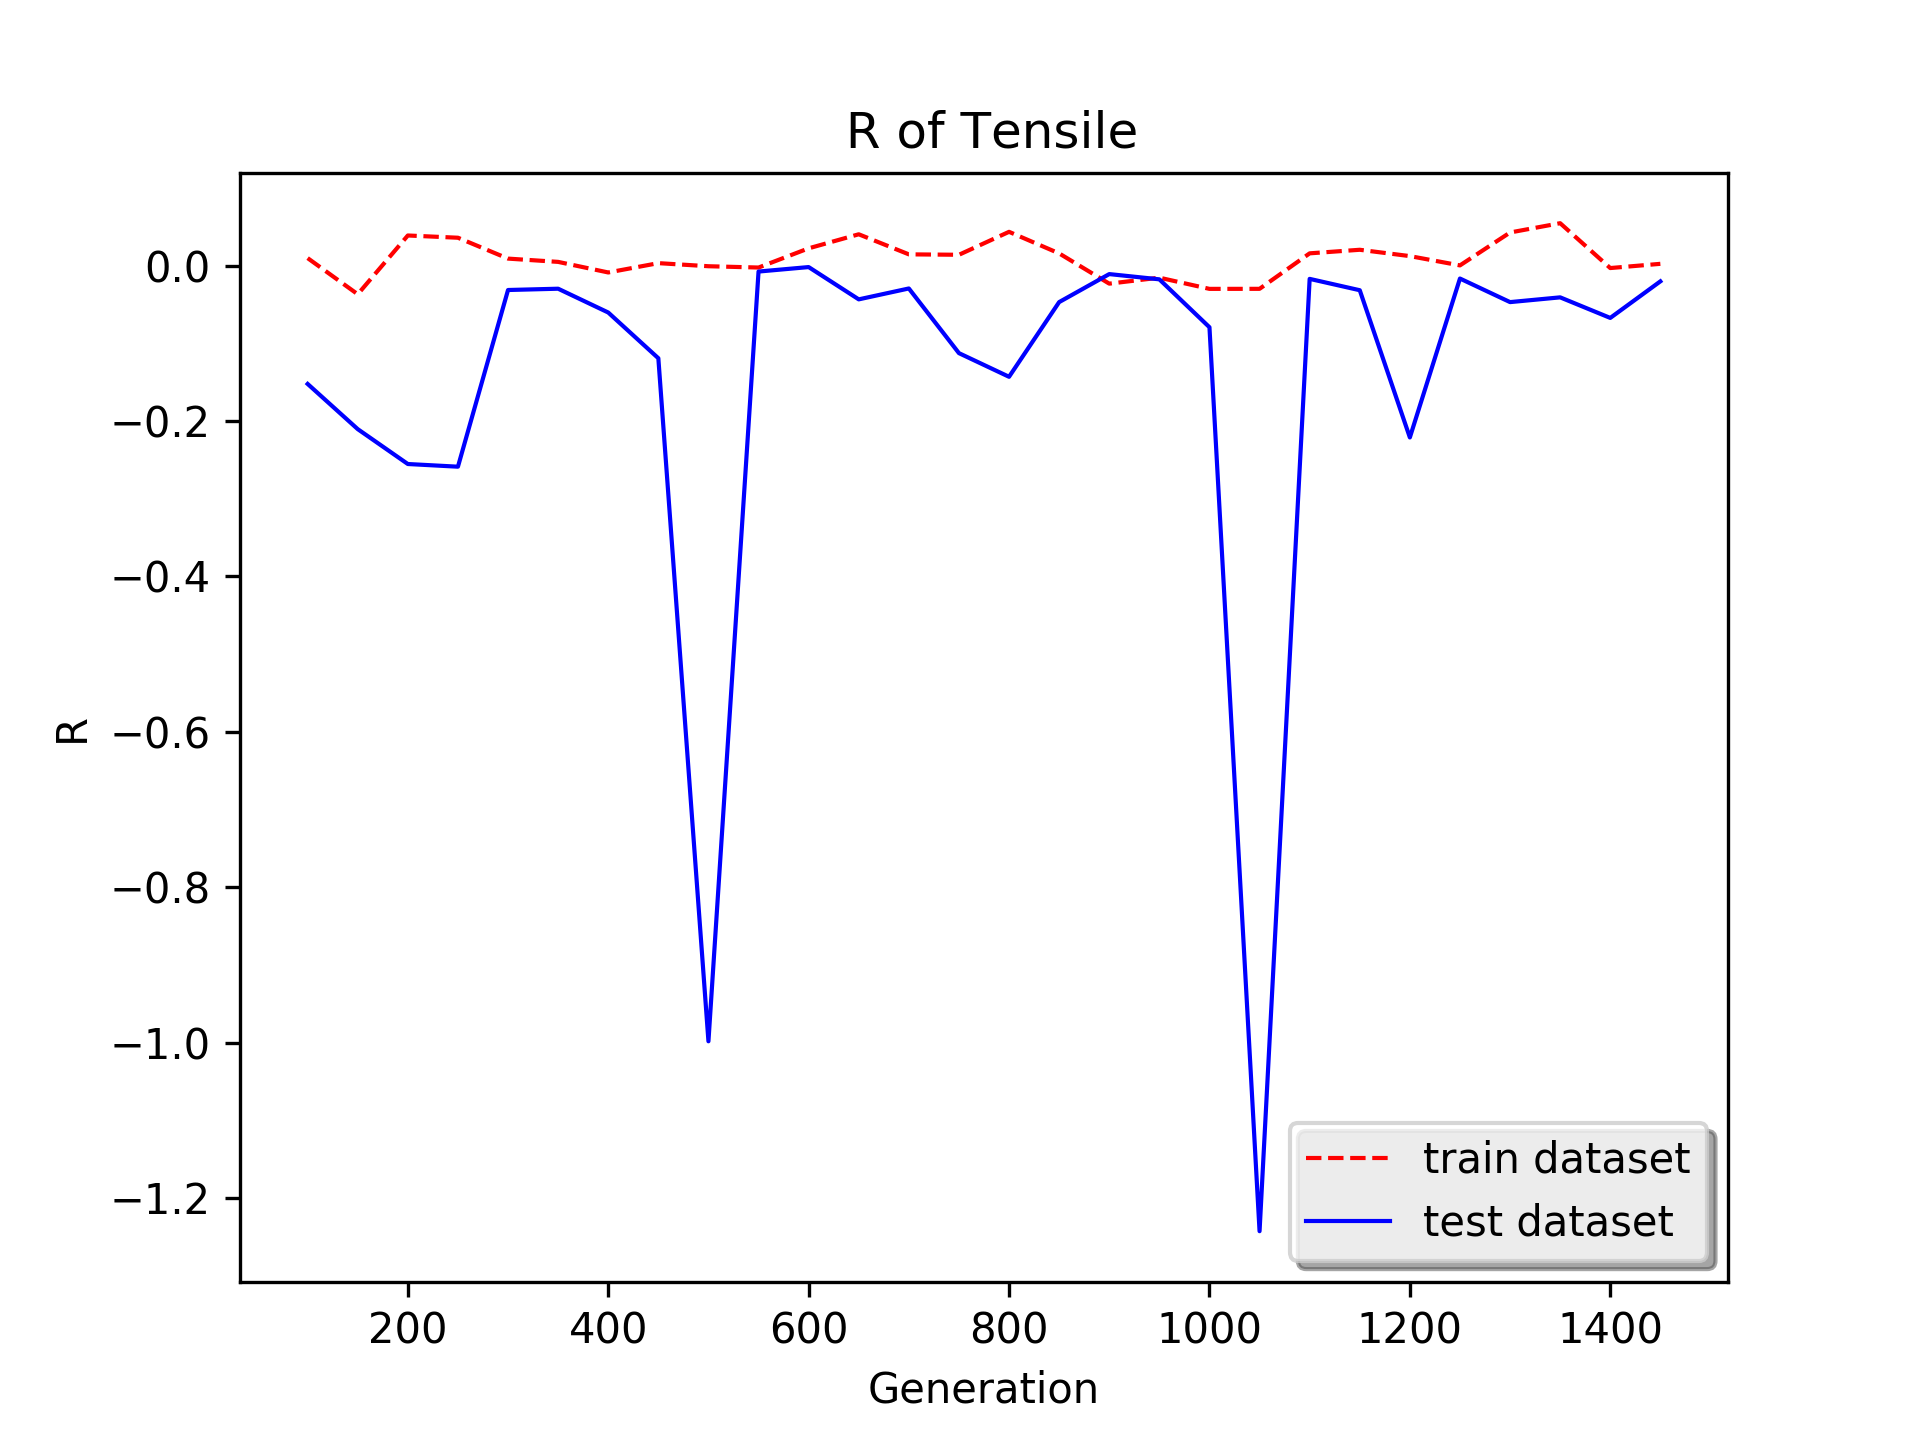 R of Tensile
0.0
−0.2
−0.4
−0.6
−0.8
−1.0
−1.2
R
200 400 600 800 1000 1200 1400
Generation
train dataset
test dataset